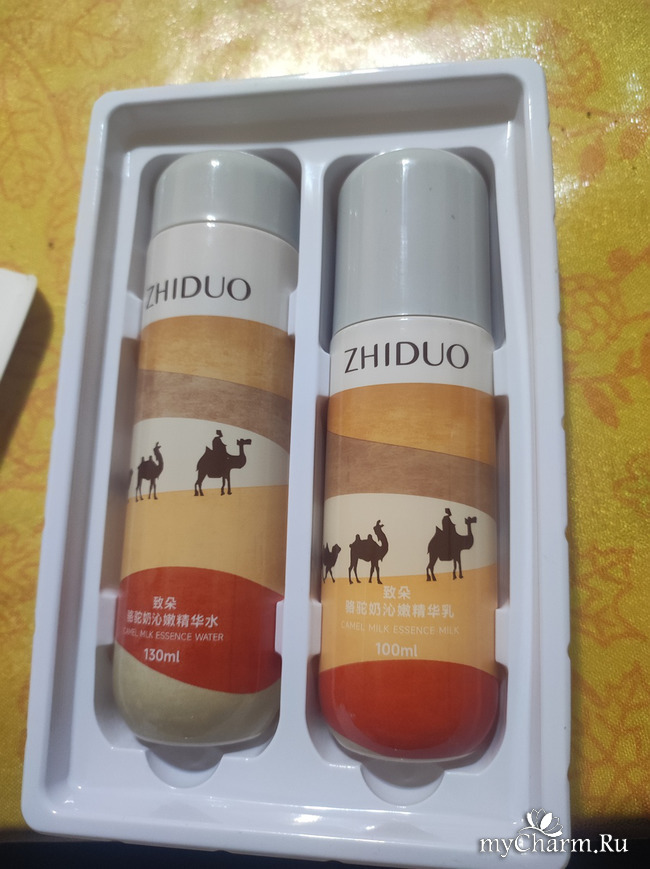 ZHIDUO
致朵
骆驼奶沁嫩精华水
CAMEL MILK ESSENCE WATER
130ml
ZHIDUO
致朵
骆驼奶沁嫩精华乳
CAMEL MILK ESSENCE MILK
100ml
myCharm.Ru